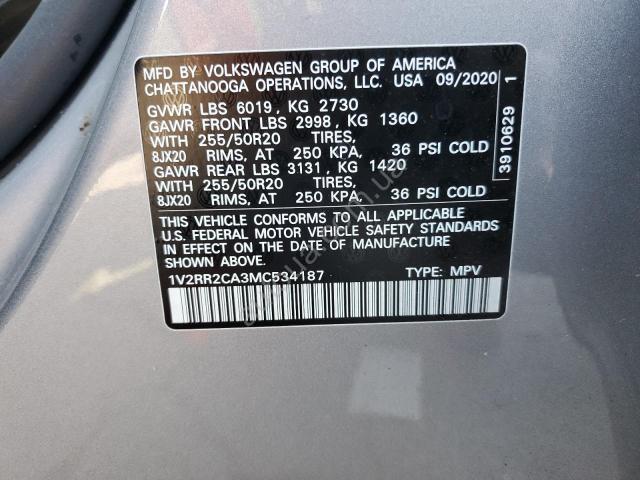 MFD BY VOLKSWAGEN GROUP OF AMERICA
CHATTANOOGA OPERATIONS, LLC. USA 09/2020
GVWR LBS 6019, KG 2730
GAWR FRONT LBS 2998, KG 1360
WITH 255/50R20 TIRES,
8JX20 RIMS, AT 250 KPA, 36 PSI COLD
GAWR REAR LBS 3131, KG 1420
WITH 255/50R20 TIRES,
8JX20 RIMS, AT 250 KPA, 36 PSI COLD
THIS VEHICLE CONFORMS TO ALL APPLICABLE
U.S. FEDERAL MOTOR VEHICLE SAFETY STANDARDS
IN EFFECT ON THE DATE OF MANUFACTURE
SHOWN ABOVE.
1V2RR2CA3MC534187 TYPE: MPV
3910629 1